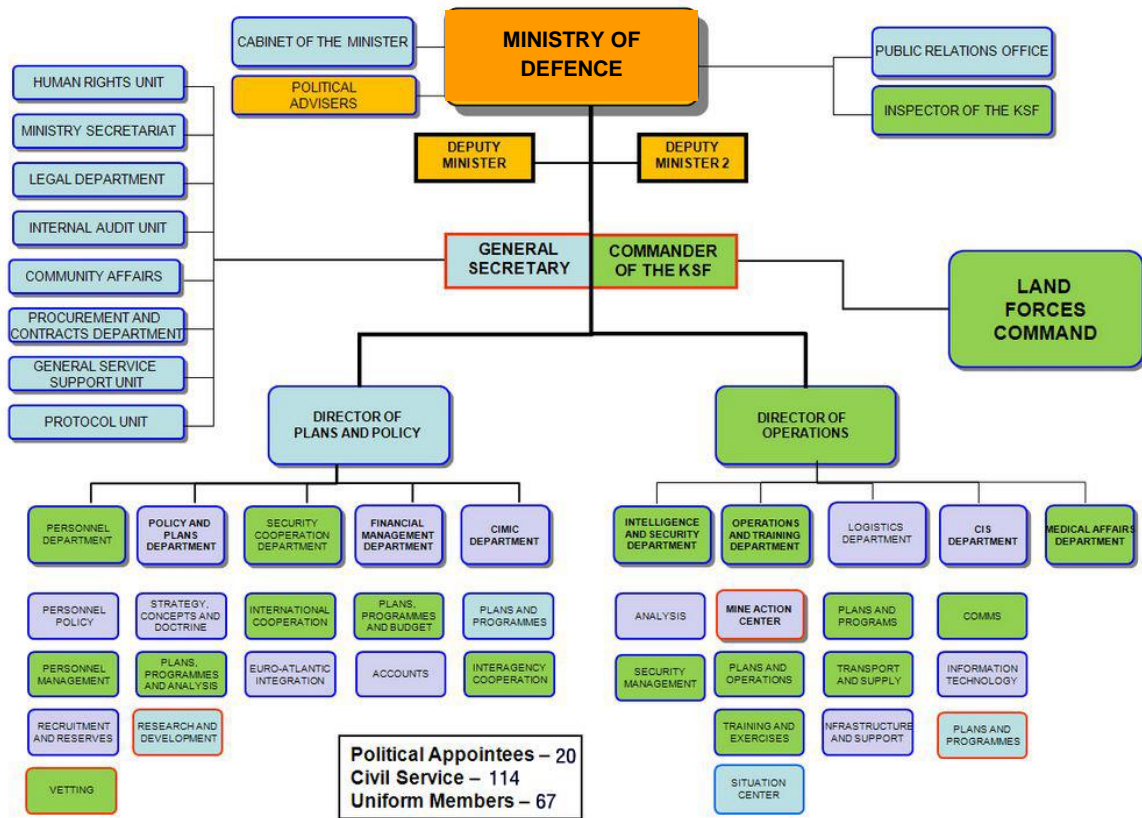 CABINET OF THE MINISTER
POLITICAL
ADVISERS
MINISTRY OF
DEFENCE
PUBLIC RELATIONS OFFICE
INSPECTOR OF THE KSF
HUMAN RIGHTS UNIT
MINISTRY SECRETARIAT
LEGAL DEPARTMENT
INTERNAL AUDIT UNIT
COMMUNITY AFFAIRS
PROCUREMENT AND
CONTRACTS DEPARTMENT
GENERAL SERVICE
SUPPORT UNIT
PROTOCOL UNIT
DEPUTY
MINISTER
DEPUTY
MINISTER 2
GENERAL
SECRETARY
COMMANDER
OF THE KSF
LAND
FORCES
COMMAND
DIRECTOR OF
PLANS AND POLICY
DIRECTOR OF
OPERATIONS
PERSONNEL
DEPARTMENT
POLICY AND
PLANS
DEPARTMENT
SECURITY
COOPERATION
DEPARTMENT
FINANCIAL
MANAGEMENT
DEPARTMENT
CIMIC
DEPARTMENT
INTELLIGENCE
AND SECURITY
DEPARTMENT
OPERATIONS
AND TRAINING
DEPARTMENT
LOGISTICS
DEPARTMENT
CIS
DEPARTMENT
MEDICAL AFFAIRS
DEPARTMENT
PERSONNEL
POLICY
STRATEGY,
CONCEPTS AND
DOCTRINE
INTERNATIONAL
COOPERATION
PLANS,
PROGRAMMES
AND BUDGET
PLANS AND
PROGRAMMES
ANALYSIS
MINE ACTION
CENTER
PLANS AND
PROGRAMS
COMMS
PERSONNEL
MANAGEMENT
PLANS,
PROGRAMMES
AND ANALYSIS
EURO-ATLANTIC
INTEGRATION
ACCOUNTS
INTERAGENCY
COOPERATION
SECURITY
MANAGEMENT
PLANS AND
OPERATIONS
TRANSPORT
AND SUPPLY
INFORMATION
TECHNOLOGY
RECRUITMENT
AND RESERVES
RESEARCH AND
DEVELOPMENT
TRAINING AND
EXERCISES
NFRASTRUCTURE
AND SUPPORT
PLANS AND
PROGRAMMES
VETTING
SITUATION
CENTER
Political Appointees – 20
Civil Service – 114
Uniform Members – 67